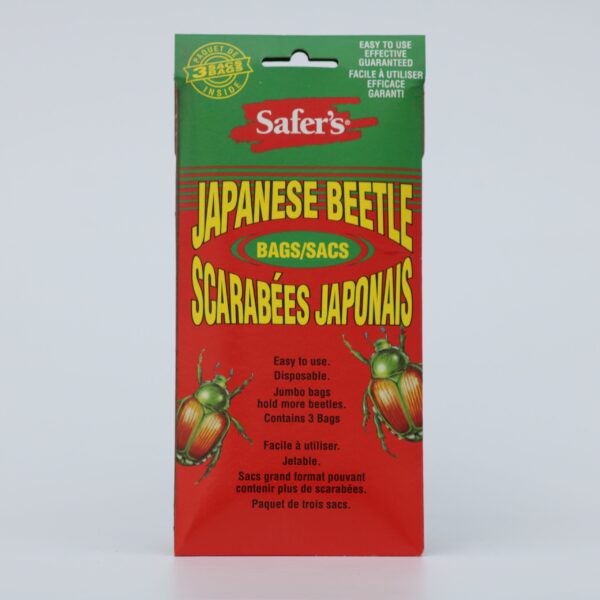 PAQUET DE
3 SACS
BAGS
INSIDE
EASY TO USE
EFFECTIVE
GUARANTEED
FACILE À UTILISER
EFFICACE
GARANTI
Safer's®
JAPANESE BEETLE
BAGS/SACS
SCARABÉES JAPONAIS
Easy to use.
Disposable.
Jumbo bags
hold more beetles.
Contains 3 Bags
Facile à utiliser.
Jetable.
Sacs grand format pouvant
contenir plus de scarabées.
Paquet de trois sacs.